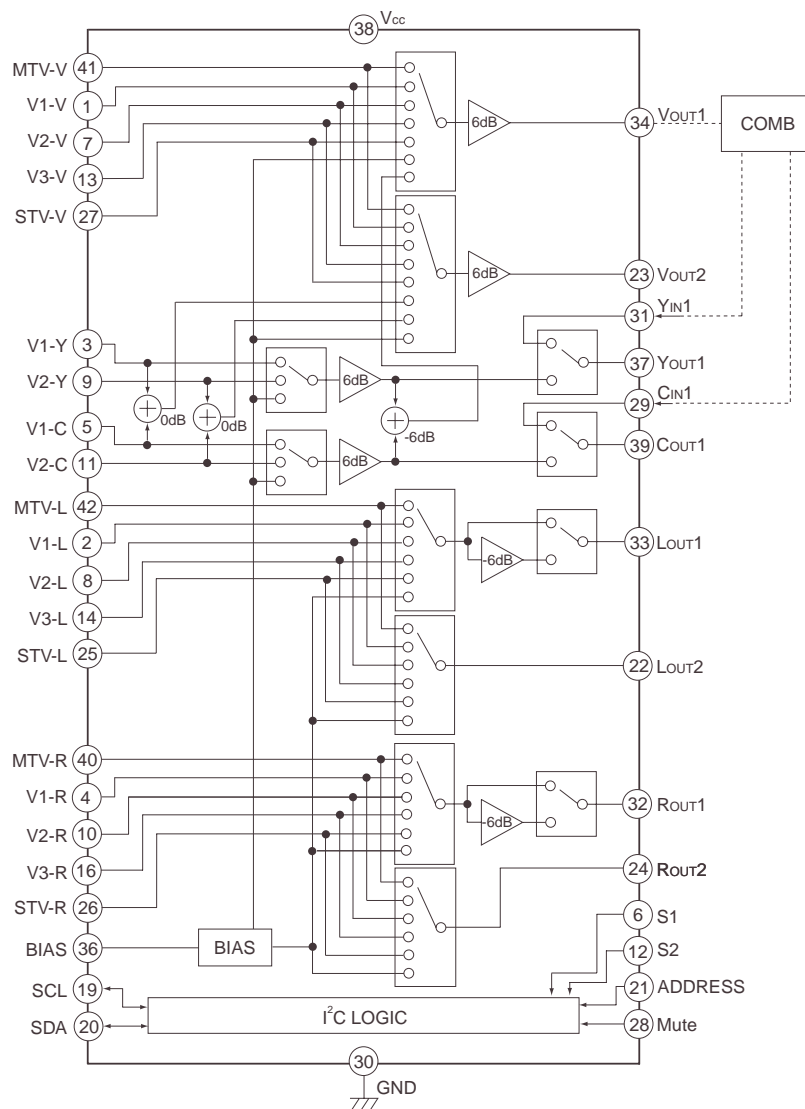 38 Vcc
MTV-V 41
V1-V 1
V2-V 7
V3-V 13
STV-V 27
6dB
34 VOUT1
COMB
6dB
23 VOUT2
31 YIN1
V1-Y 3
V2-Y 9
V1-C 5
V2-C 11
0dB
0dB
6dB
6dB
-6dB
37 YOUT1
29 CIN1
39 COUT1
MTV-L 42
V1-L 2
V2-L 8
V3-L 14
STV-L 25
-6dB
33 LOUT1
22 LOUT2
MTV-R 40
V1-R 4
V2-R 10
V3-R 16
STV-R 26
-6dB
32 ROUT1
24 ROUT2
BIAS 36
BIAS
6 S1
12 S2
SCL 19
SDA 20
I²C LOGIC
21 ADDRESS
28 Mute
30
GND